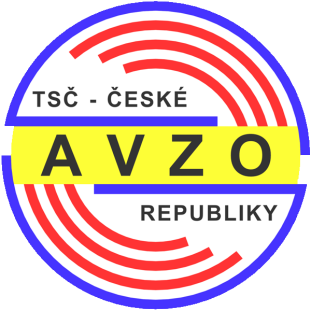 TSČ - ČESKÉ
AVZO
REPUBLIKY